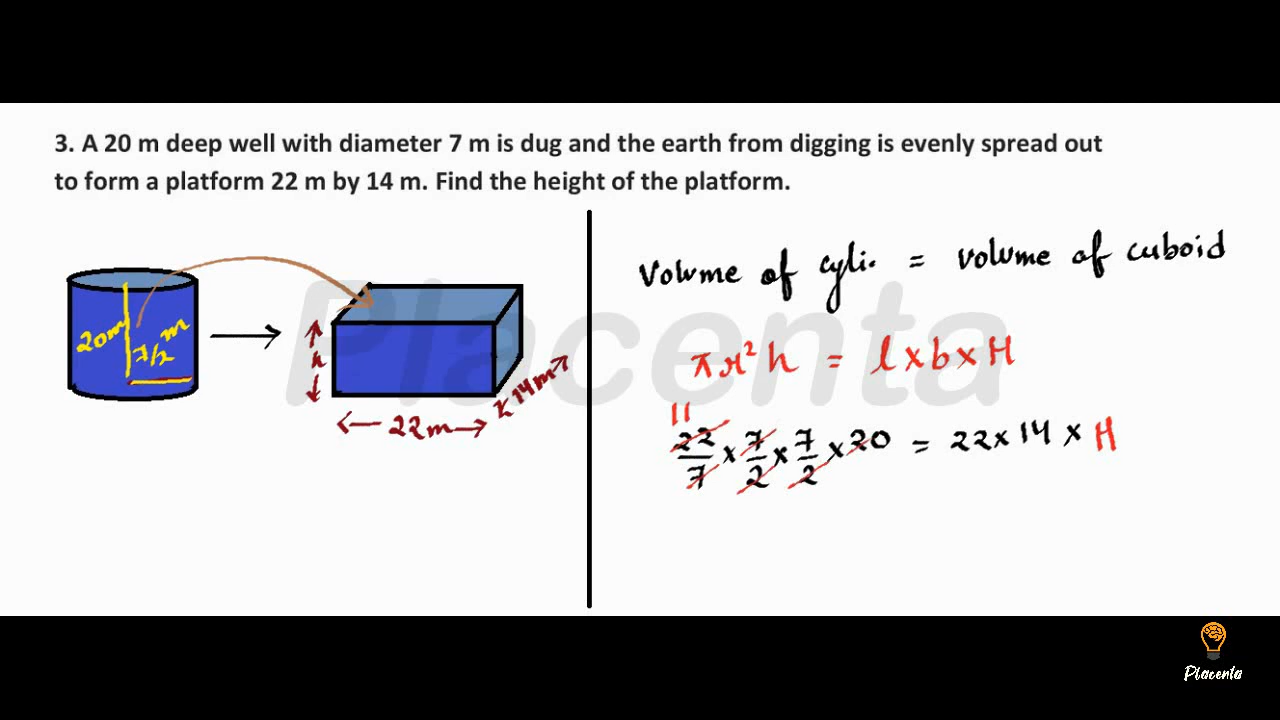 3. A 20 m deep well with diameter 7 m is dug and the earth from digging is evenly spread out
to form a platform 22 m by 14 m. Find the height of the platform.
Volume of cyli. = volume of cuboid
πr²h = l×b×H
11
22/7 × 7/2 × 7/2 × 20 = 22×14×H
20m
7/2 m
h
22m
14m
Placenta
Placenta